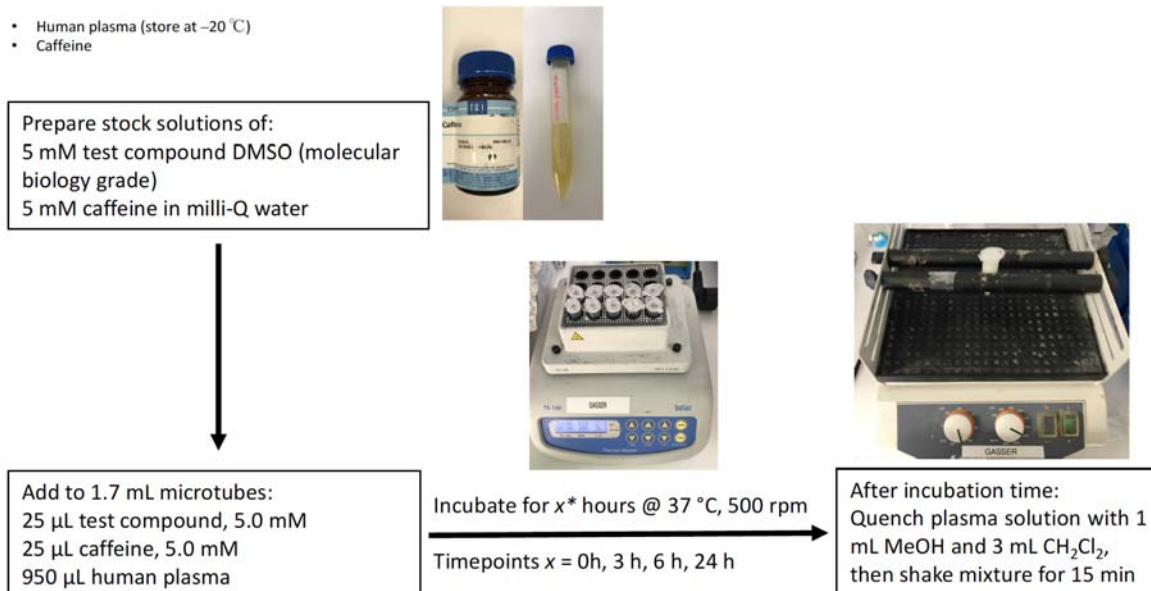 • Human plasma (store at –20 ℃)
• Caffeine
Prepare stock solutions of:
5 mM test compound DMSO (molecular
biology grade)
5 mM caffeine in milli-Q water
Caffeine
GASSER
GASSER
Add to 1.7 mL microtubes:
25 µL test compound, 5.0 mM
25 µL caffeine, 5.0 mM
950 µL human plasma
Incubate for x* hours @ 37 °C, 500 rpm
Timepoints x = 0h, 3 h, 6 h, 24 h
After incubation time:
Quench plasma solution with 1
mL MeOH and 3 mL CH₂Cl₂,
then shake mixture for 15 min